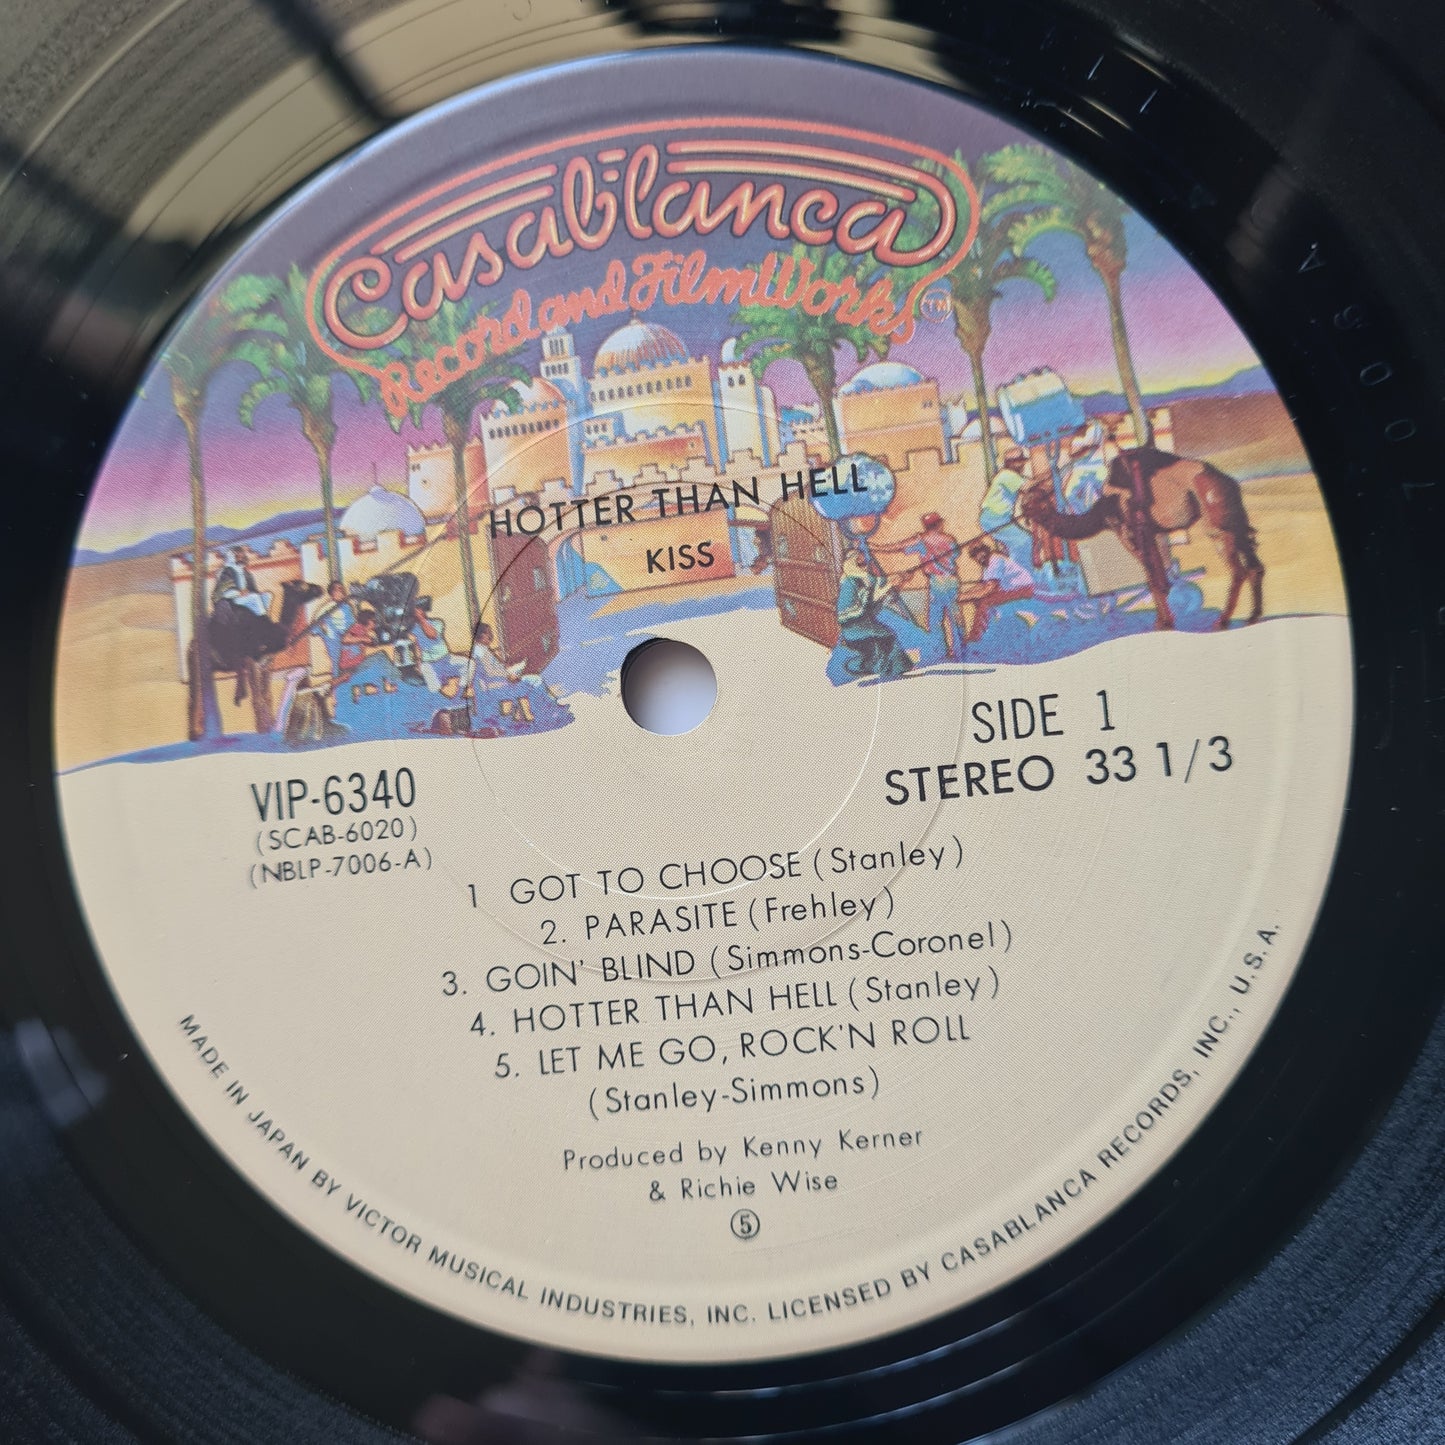 Casablanca
Record and FilmWorks TM
HOTTER THAN HELL
KISS
SIDE 1
STEREO 33 1/3
VIP-6340
(SCAB-6020)
(NBLP-7006-A)
1 GOT TO CHOOSE (Stanley)
2. PARASITE (Frehley)
3. GOIN' BLIND (Simmons-Coronel)
4. HOTTER THAN HELL (Stanley)
5. LET ME GO, ROCK'N ROLL
(Stanley-Simmons)
Produced by Kenny Kerner
& Richie Wise
⑤
MADE IN JAPAN BY VICTOR MUSICAL INDUSTRIES, INC. LICENSED BY CASABLANCA RECORDS, INC., U.S.A.